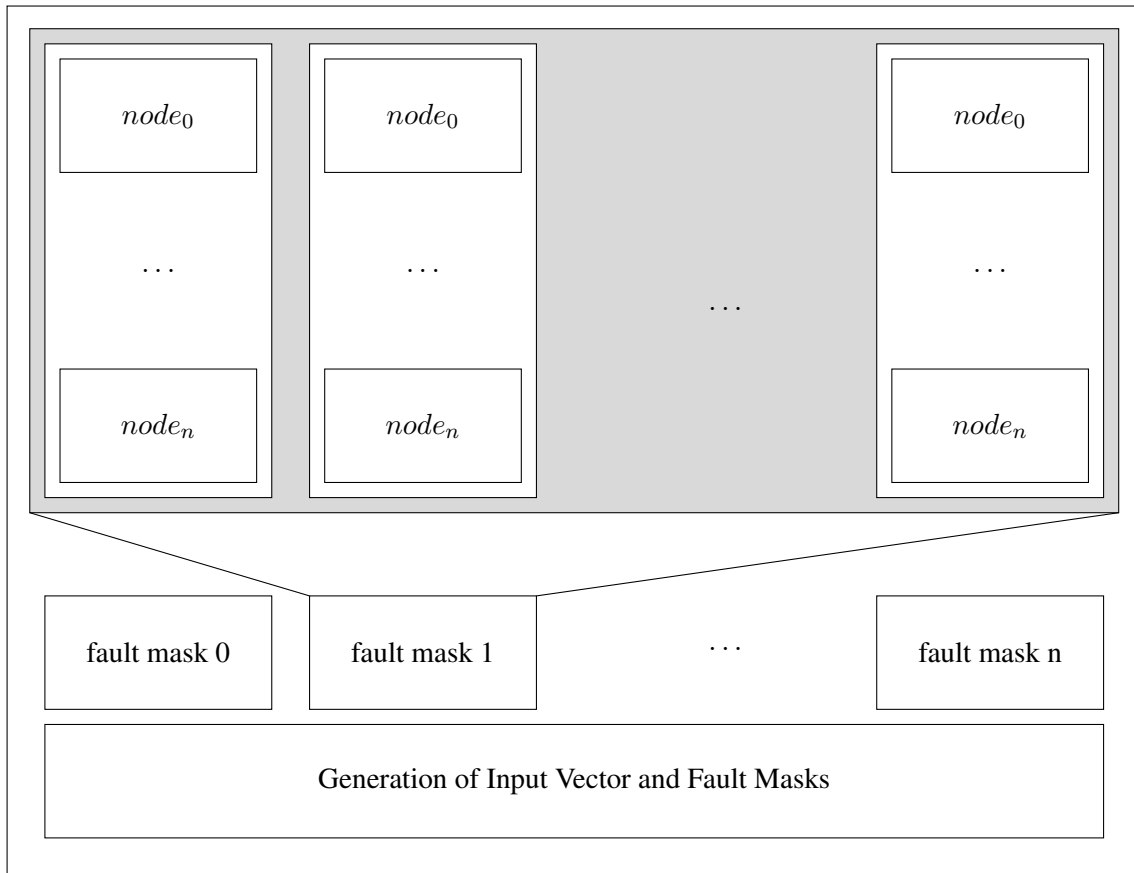 node₀ node₀ node₀
... ... ...
...
nodeₙ nodeₙ nodeₙ
fault mask 0 fault mask 1 ... fault mask n
Generation of Input Vector and Fault Masks